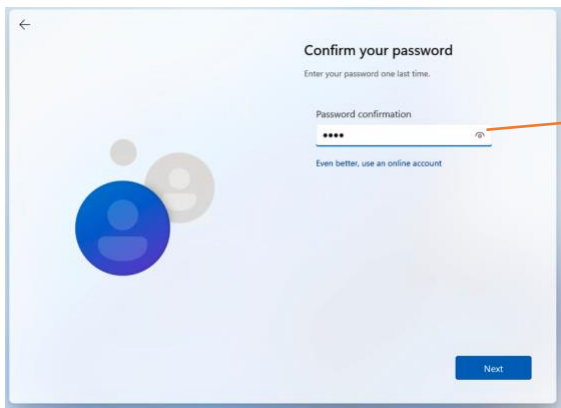 Confirm your password
Enter your password one last time.
Password confirmation
••••
Even better, use an online account
Next